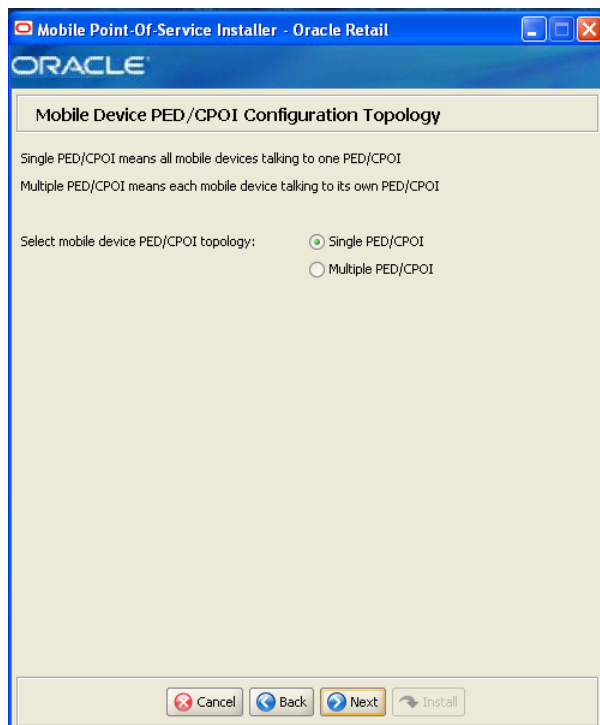 Mobile Point-Of-Service Installer - Oracle Retail
ORACLE
Mobile Device PED/CPOI Configuration Topology
Single PED/CPOI means all mobile devices talking to one PED/CPOI
Multiple PED/CPOI means each mobile device talking to its own PED/CPOI
Select mobile device PED/CPOI topology: Single PED/CPOI
Multiple PED/CPOI
Cancel Back Next Install